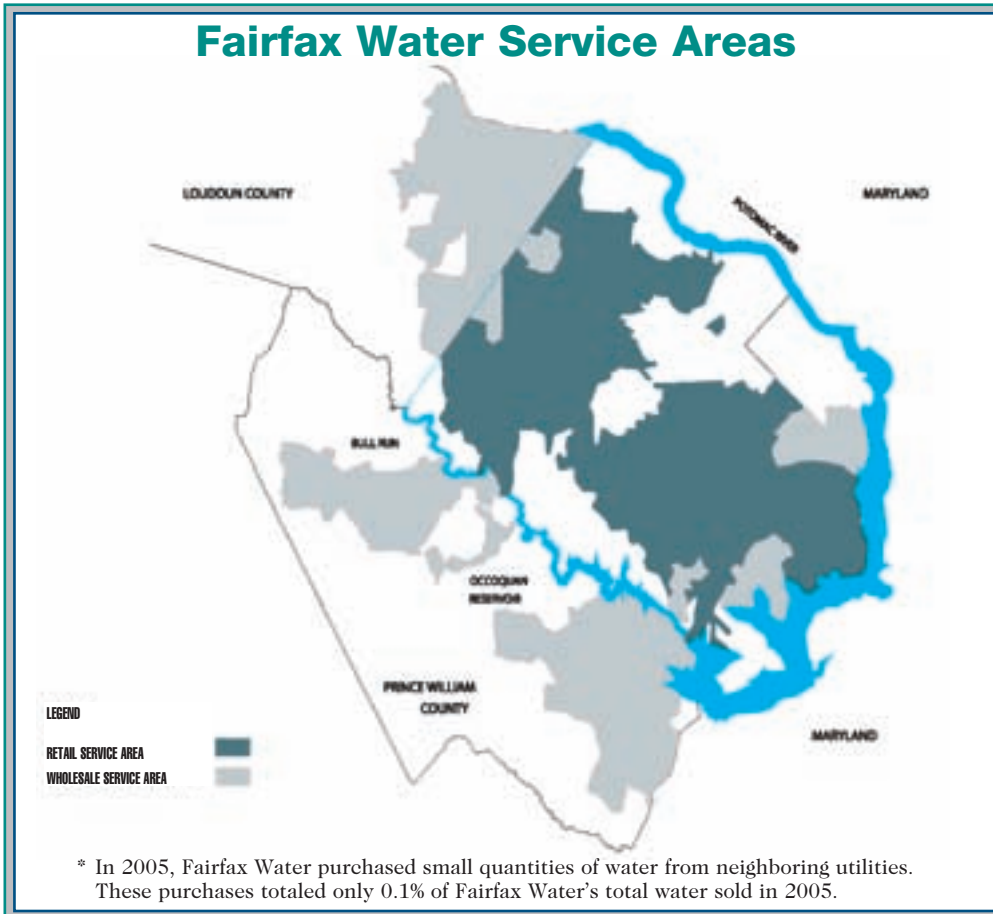 Fairfax Water Service Areas
LOUDOUN COUNTY
MARYLAND
POTOMAC RIVER
BULL RUN
OCCOQUAN
RESERVOIR
PRINCE WILLIAM
COUNTY
MARYLAND
LEGEND
RETAIL SERVICE AREA
WHOLESALE SERVICE AREA
* In 2005, Fairfax Water purchased small quantities of water from neighboring utilities.
These purchases totaled only 0.1% of Fairfax Water's total water sold in 2005.